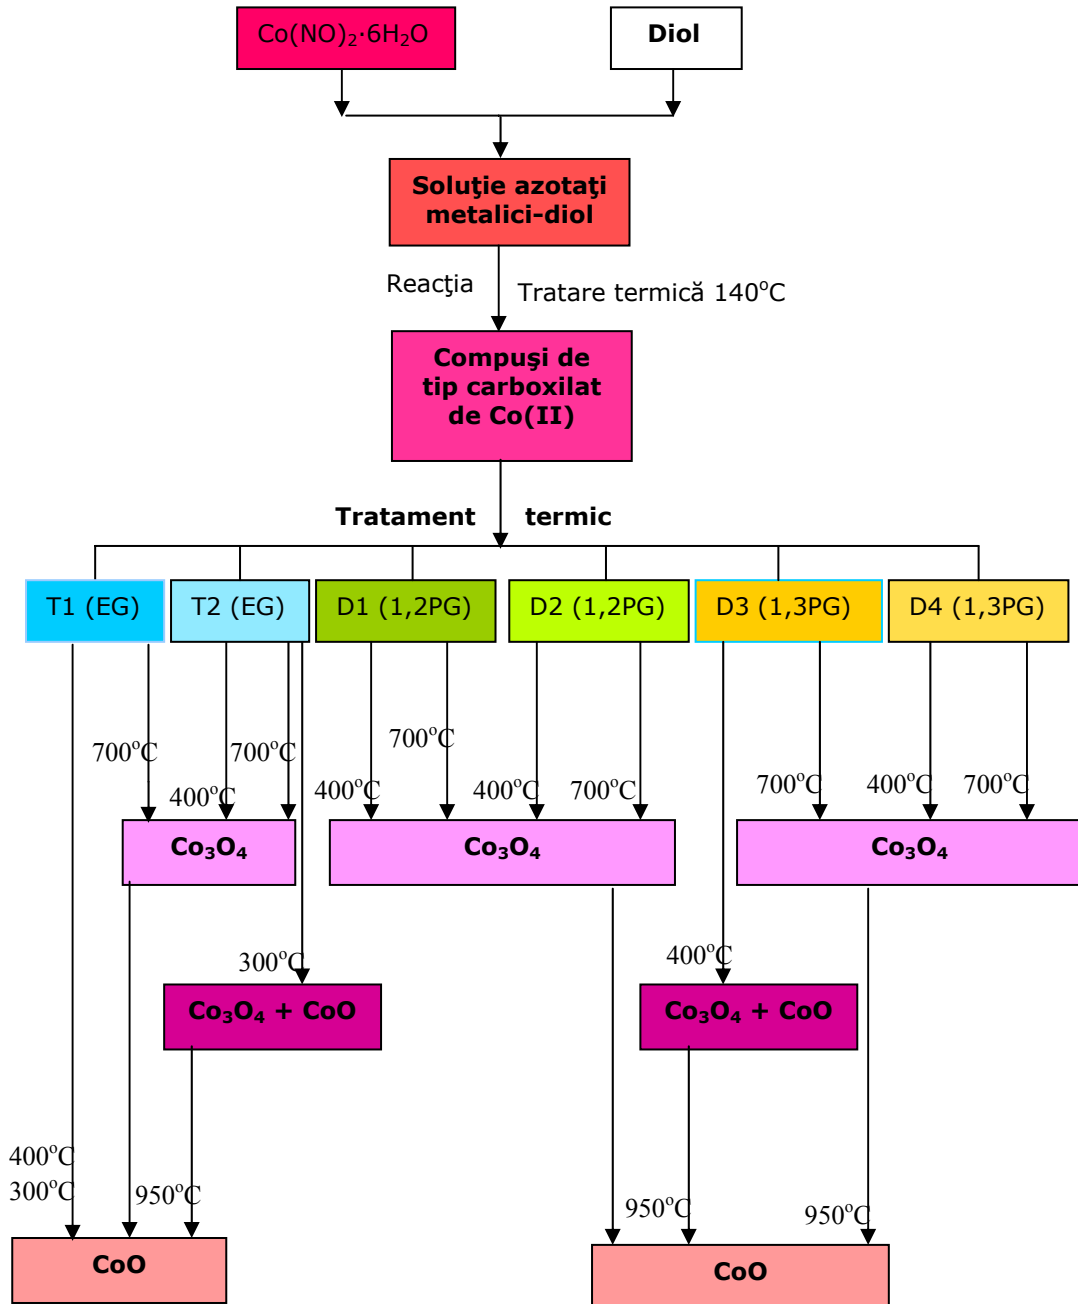 Co(NO)₂·6H₂O
Diol
Soluţie azotaţi
metalici-diol
Reacţia
Tratare termică 140°C
Compuşi de
tip carboxilat
de Co(II)
Tratament termic
T1 (EG)
T2 (EG)
D1 (1,2PG)
D2 (1,2PG)
D3 (1,3PG)
D4 (1,3PG)
700°C
400°C
700°C
400°C
700°C
400°C
700°C
700°C
400°C
700°C
Co₃O₄
Co₃O₄
Co₃O₄
300°C
400°C
Co₃O₄ + CoO
Co₃O₄ + CoO
400°C
300°C
950°C
950°C
950°C
CoO
CoO